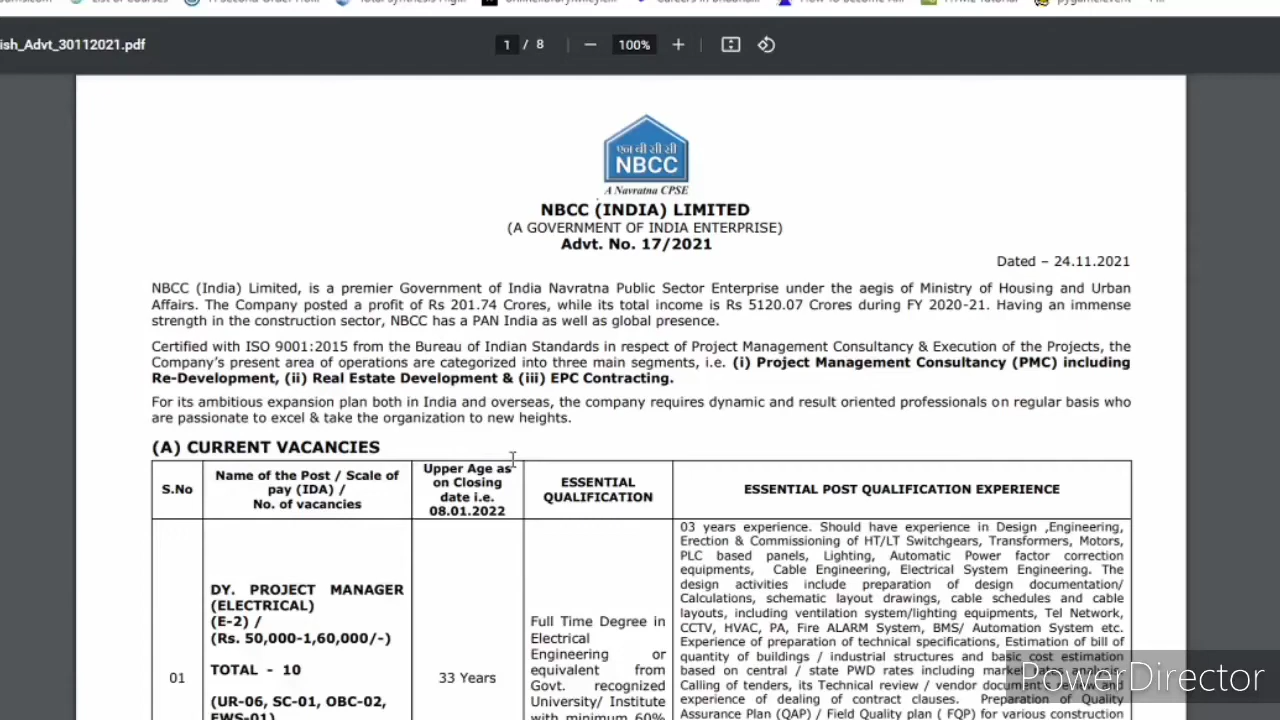 ish_Advt_30112021.pdf
1 / 8
100%
एन बी सी सी
NBCC
A Navratna CPSE
NBCC (INDIA) LIMITED
(A GOVERNMENT OF INDIA ENTERPRISE)
Advt. No. 17/2021
Dated – 24.11.2021
NBCC (India) Limited, is a premier Government of India Navratna Public Sector Enterprise under the aegis of Ministry of Housing and Urban
Affairs. The Company posted a profit of Rs 201.74 Crores, while its total income is Rs 5120.07 Crores during FY 2020-21. Having an immense
strength in the construction sector, NBCC has a PAN India as well as global presence.
Certified with ISO 9001:2015 from the Bureau of Indian Standards in respect of Project Management Consultancy & Execution of the Projects, the
Company's present area of operations are categorized into three main segments, i.e. (i) Project Management Consultancy (PMC) including
Re-Development, (ii) Real Estate Development & (iii) EPC Contracting.
For its ambitious expansion plan both in India and overseas, the company requires dynamic and result oriented professionals on regular basis who
are passionate to excel & take the organization to new heights.
(A) CURRENT VACANCIES
S.No
Name of the Post / Scale of
pay (IDA) /
No. of vacancies
Upper Age as
on Closing
date i.e.
08.01.2022
ESSENTIAL
QUALIFICATION
ESSENTIAL POST QUALIFICATION EXPERIENCE
01
DY. PROJECT MANAGER
(ELECTRICAL)
(E-2) /
(Rs. 50,000-1,60,000/-)
TOTAL - 10
(UR-06, SC-01, OBC-02,
EWS-01)
33 Years
Full Time Degree in
Electrical
Engineering or
equivalent from
Govt. recognized
University/ Institute
with minimum 60%
03 years experience. Should have experience in Design ,Engineering,
Erection & Commissioning of HT/LT Switchgears, Transformers, Motors,
PLC based panels, Lighting, Automatic Power factor correction
equipments, Cable Engineering, Electrical System Engineering. The
design activities include preparation of design documentation/
Calculations, schematic layout drawings, cable schedules and cable
layouts, including ventilation system/lighting equipments, Tel Network,
CCTV, HVAC, PA, Fire ALARM System, BMS/ Automation System etc.
Experience of preparation of technical specifications, Estimation of bill of
quantity of buildings / industrial structures and basic cost estimation
based on central / state PWD rates including market rates analysis.
Calling of tenders, its Technical review / vendor document and
experience of dealing of contract clauses. Preparation of Quality
Assurance Plan (QAP) / Field Quality plan ( FQP) for various construction
PowerDirector